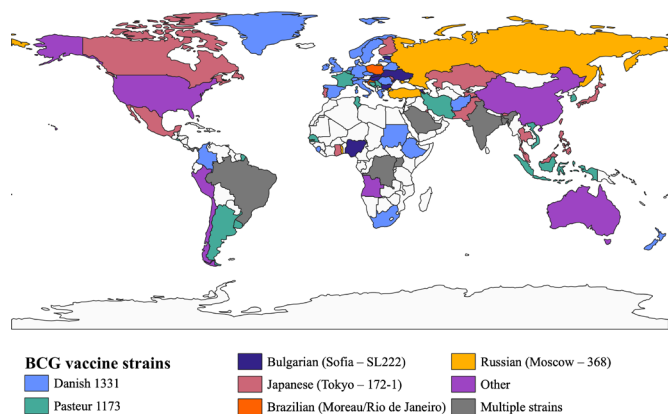 BCG vaccine strains
Danish 1331
Pasteur 1173
Bulgarian (Sofia – SL222)
Japanese (Tokyo – 172-1)
Brazilian (Moreau/Rio de Janeiro)
Russian (Moscow – 368)
Other
Multiple strains